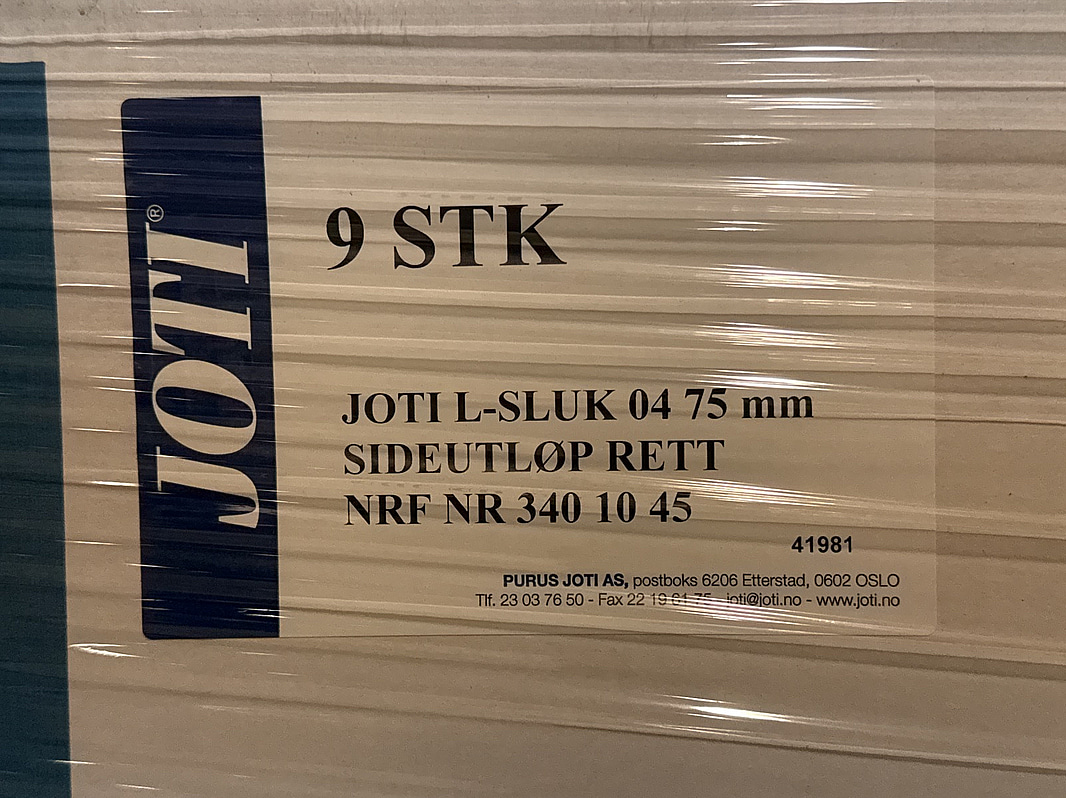 JOTI®
9 STK
JOTI L-SLUK 04 75 mm
SIDEUTLØP RETT
NRF NR 340 10 45
41981
PURUS JOTI AS, postboks 6206 Etterstad, 0602 OSLO
Tlf. 23 03 76 50 - Fax 22 19 61 75 - joti@joti.no - www.joti.no